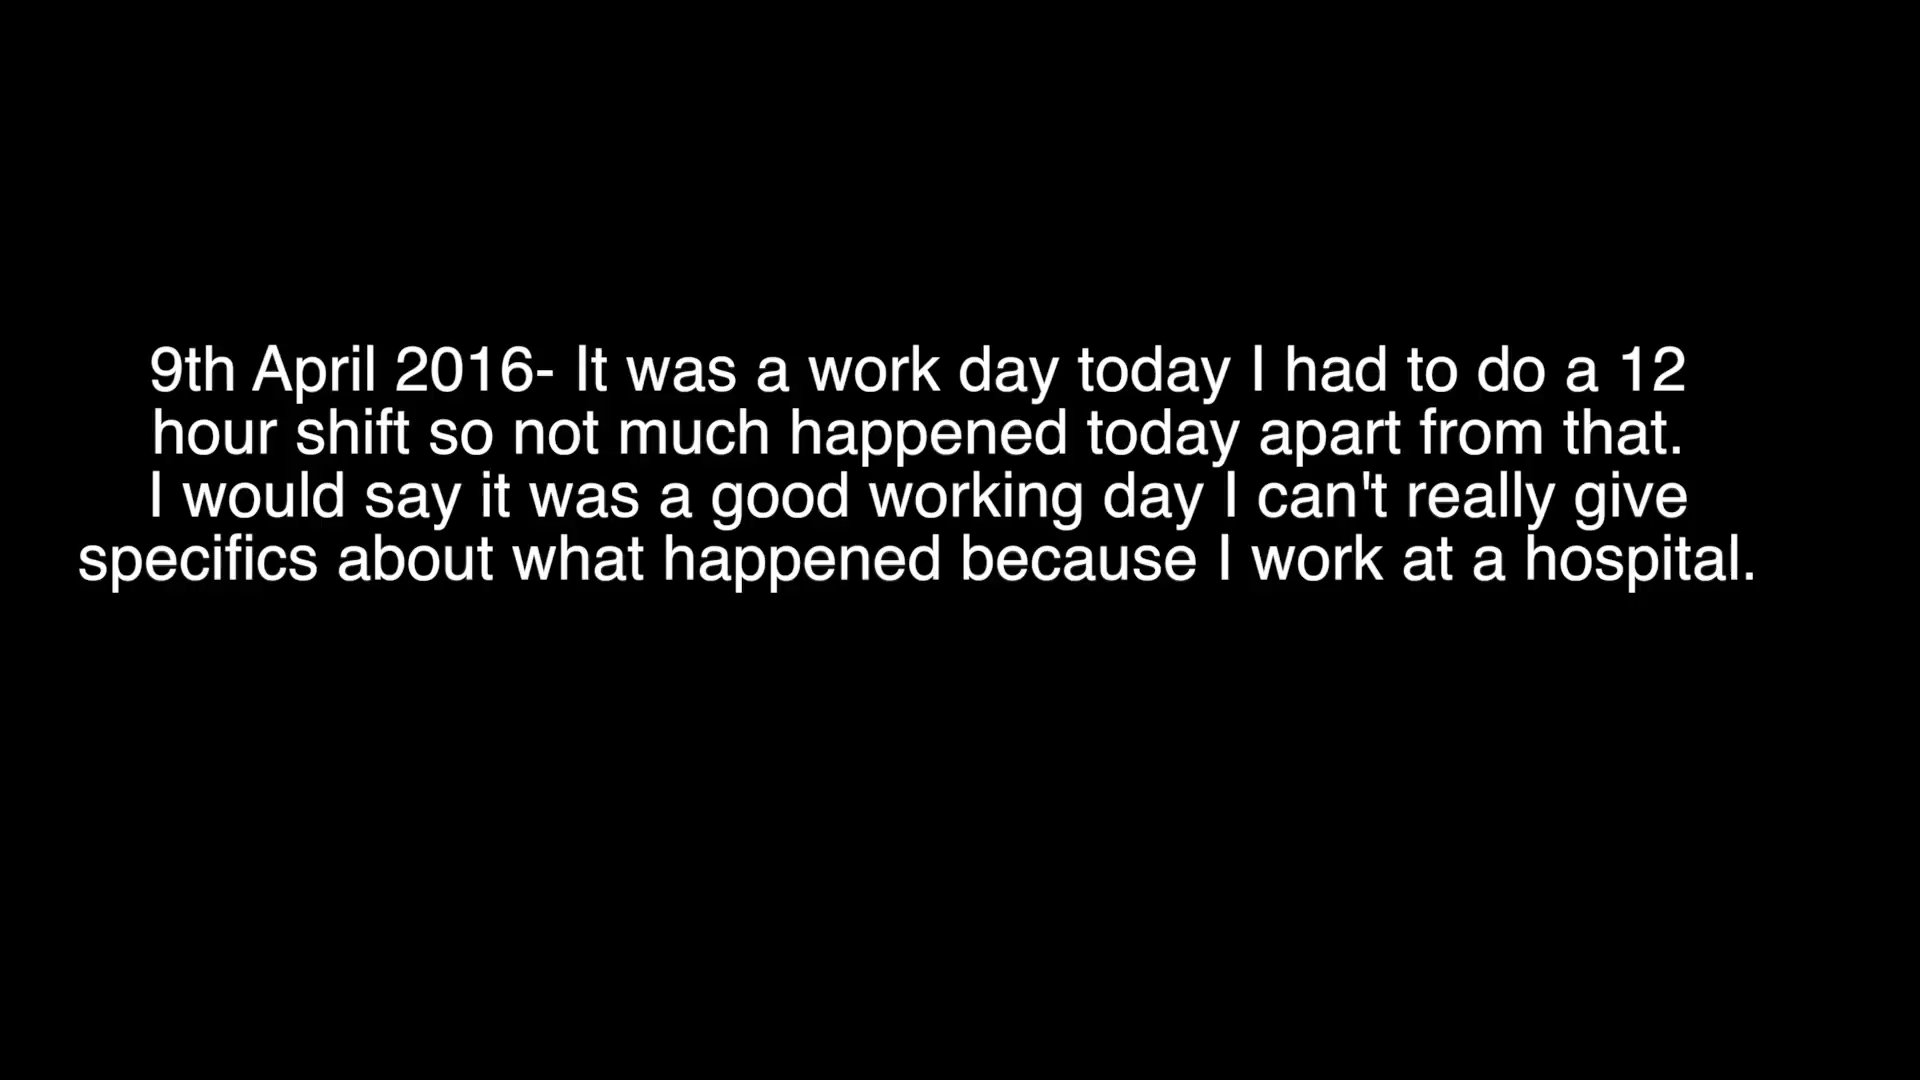 9th April 2016- It was a work day today I had to do a 12
hour shift so not much happened today apart from that.
I would say it was a good working day I can't really give
specifics about what happened because I work at a hospital.